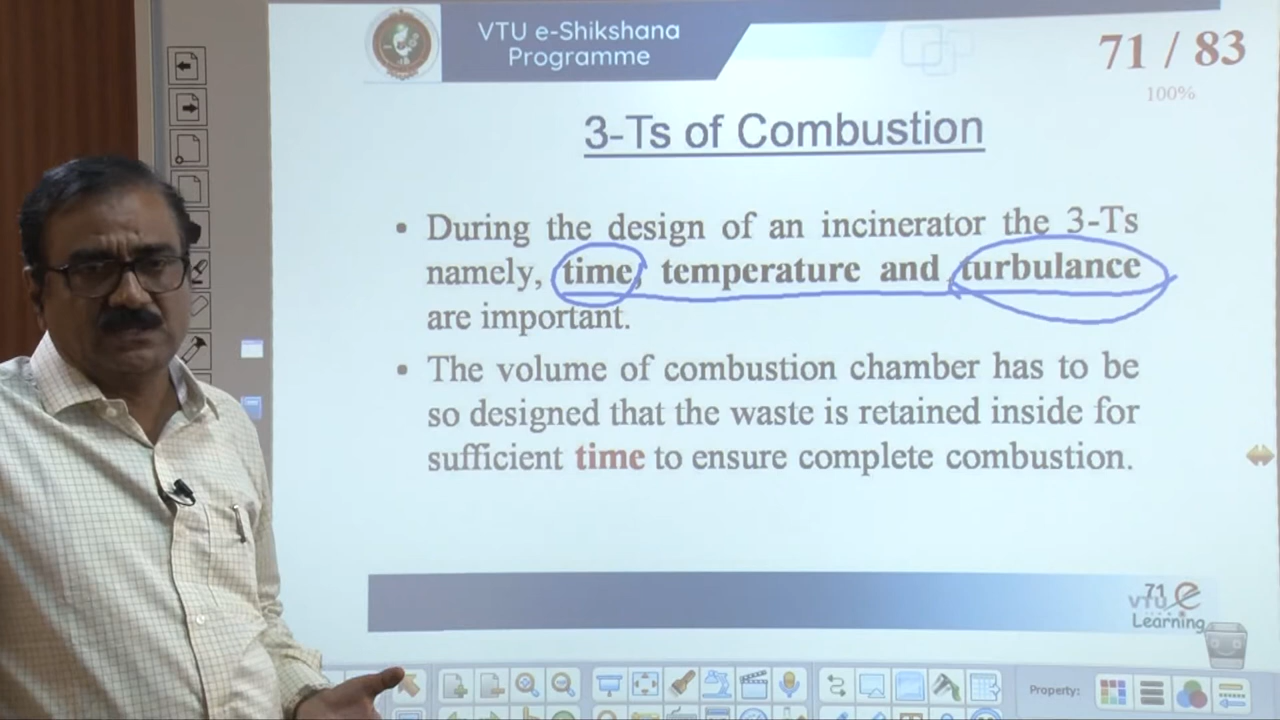 VTU e-Shikshana
Programme
71 / 83
100%
3-Ts of Combustion
• During the design of an incinerator the 3-Ts
namely, time, temperature and turbulance
are important.
• The volume of combustion chamber has to be
so designed that the waste is retained inside for
sufficient time to ensure complete combustion.
71
VTU e
Learning
Property: